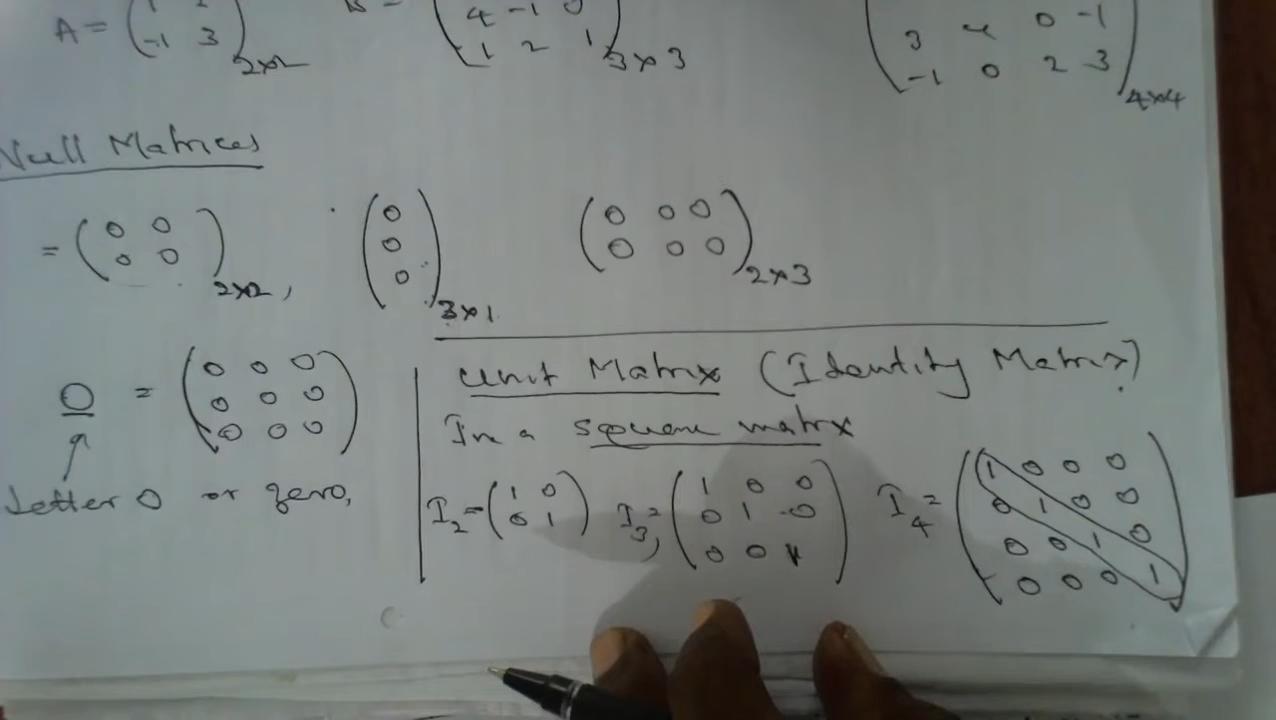 A = ( -1 3 ) 2×2
( 4 -1 0
1 2 1 ) 3×3
( 3 4 0 -1
-1 0 2 3 ) 4×4
Null Matrices
= ( 0 0
0 0 ) 2×2 ,
( 0
0
0 ) 3×1
( 0 0 0
0 0 0 ) 2×3
O = ( 0 0 0
0 0 0
0 0 0 )
letter O or zero,
Unit Matrix (Identity Matrix)
In a square matrix
I2 = ( 1 0
0 1 )
I3 = ( 1 0 0
0 1 0
0 0 1 )
I4 = ( 1 0 0 0
0 1 0 0
0 0 1 0
0 0 0 1 )